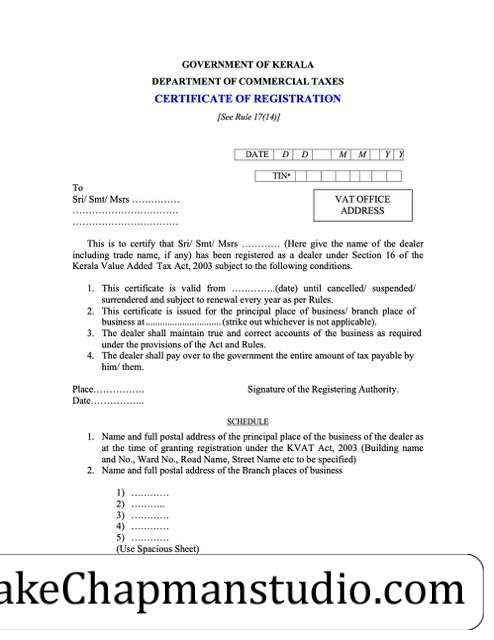 GOVERNMENT OF KERALA
DEPARTMENT OF COMMERCIAL TAXES
CERTIFICATE OF REGISTRATION
[See Rule 17(14)]
DATE D D M M Y Y
TIN*
To
Sri/ Smt/ Msrs ……………
……………………………
……………………………
VAT OFFICE
ADDRESS
This is to certify that Sri/ Smt/ Msrs ………… (Here give the name of the dealer
including trade name, if any) has been registered as a dealer under Section 16 of the
Kerala Value Added Tax Act, 2003 subject to the following conditions.
1. This certificate is valid from …………..(date) until cancelled/ suspended/
surrendered and subject to renewal every year as per Rules.
2. This certificate is issued for the principal place of business/ branch place of
business at..............................(strike out whichever is not applicable).
3. The dealer shall maintain true and correct accounts of the business as required
under the provisions of the Act and Rules.
4. The dealer shall pay over to the government the entire amount of tax payable by
him/ them.
Place……………. Signature of the Registering Authority.
Date……………..
SCHEDULE
1. Name and full postal address of the principal place of the business of the dealer as
at the time of granting registration under the KVAT Act, 2003 (Building name
and No., Ward No., Road Name, Street Name etc to be specified)
2. Name and full postal address of the Branch places of business
1) …………
2) ………..
3) …………
4) …………
5) …………
(Use Spacious Sheet)
akeChapmanstudio.com